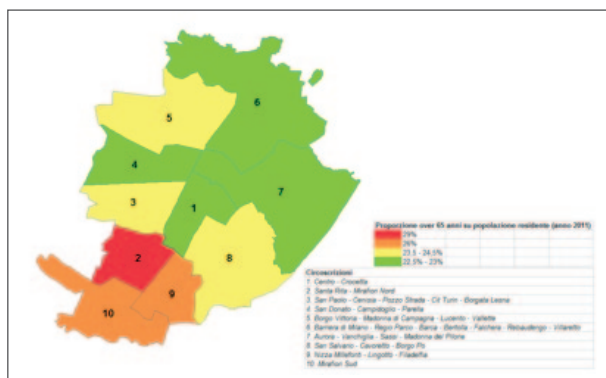 6
5
4
7
1
3
8
2
9
10
Proporzione over 65 anni su popolazione residente (anno 2015)
29%
26%
23,5 - 24,5%
22,5% - 23%
Circoscrizioni
1 Centro - Crocetta
2 Santa Rita - Mirafiori Nord
3 San Paolo - Cenisia - Pozzo Strada - Cit Turin - Borgata Lesna
4 San Donato - Campidoglio - Parella
5 Borgo Vittoria - Madonna di Campagna - Lucento - Vallette
6 Barriera di Milano - Regio Parco - Barca - Bertolla - Falchera - Rebaudengo - Villaretto
7 Aurora - Vanchiglia - Sassi - Madonna del Pilone
8 San Salvario - Cavoretto - Borgo Po
9 Nizza Millefonti - Lingotto - Filadelfia
10 Mirafiori Sud